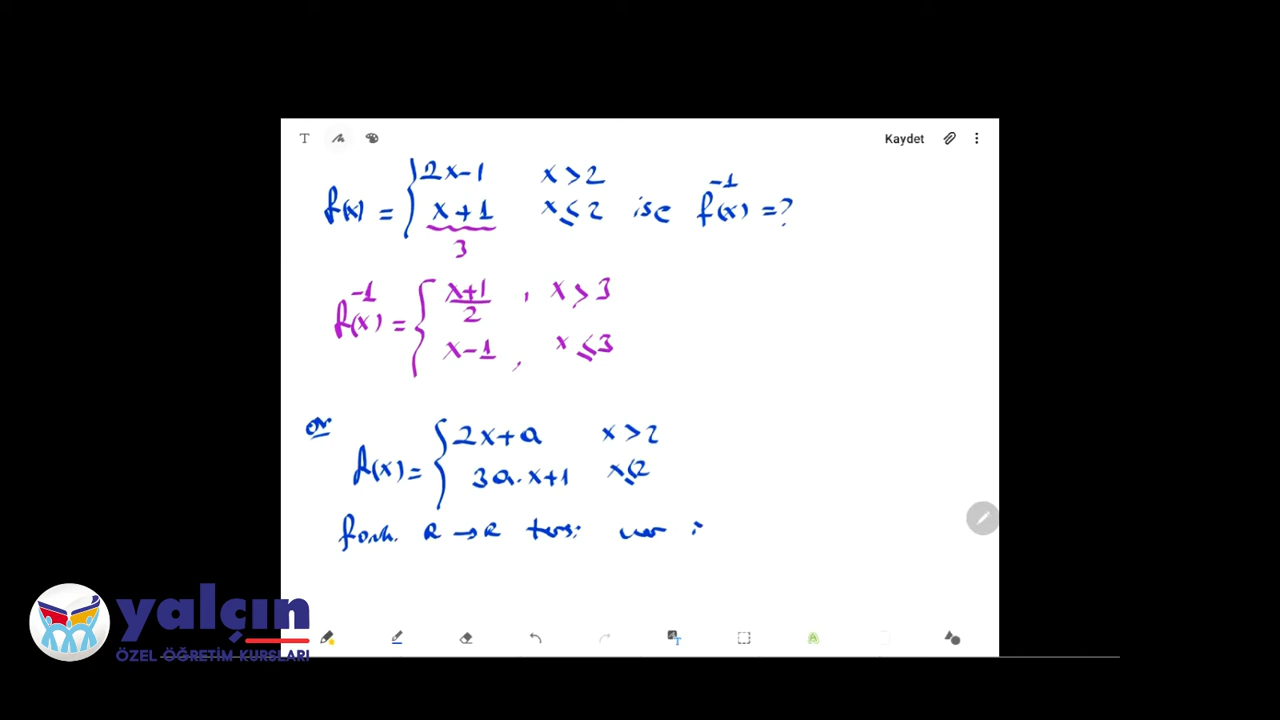 T Kaydet
f(x) = { 2x-1 x > 2
x+1 x ≤ 2 ise f⁻¹(x) = ?
3
f⁻¹(x) = { x+1/2 , x > 3
x-1 , x ≤ 3
ör
f(x) = { 2x+a x > 2
3a.x+1 x ≤ 2
fonk. R → R tersi var i
yalçın
ÖZEL ÖĞRETİM KURSLARI